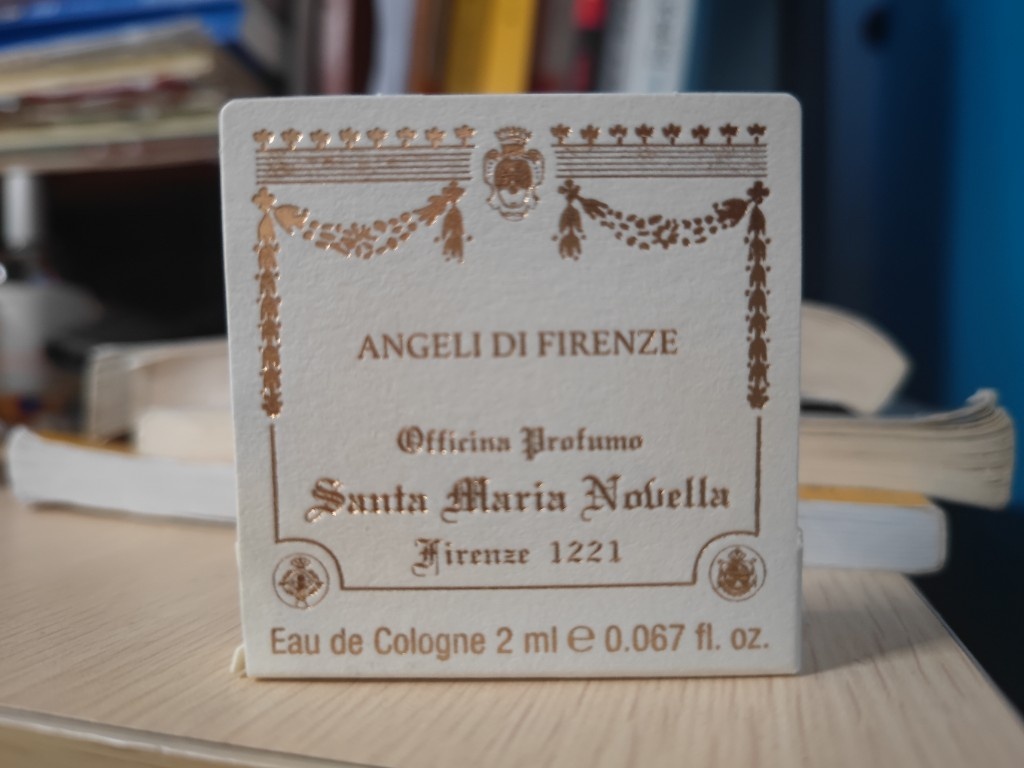 ANGELI DI FIRENZE
Officina Profumo
Santa Maria Novella
Firenze 1221
Eau de Cologne 2 ml ℮ 0.067 fl. oz.